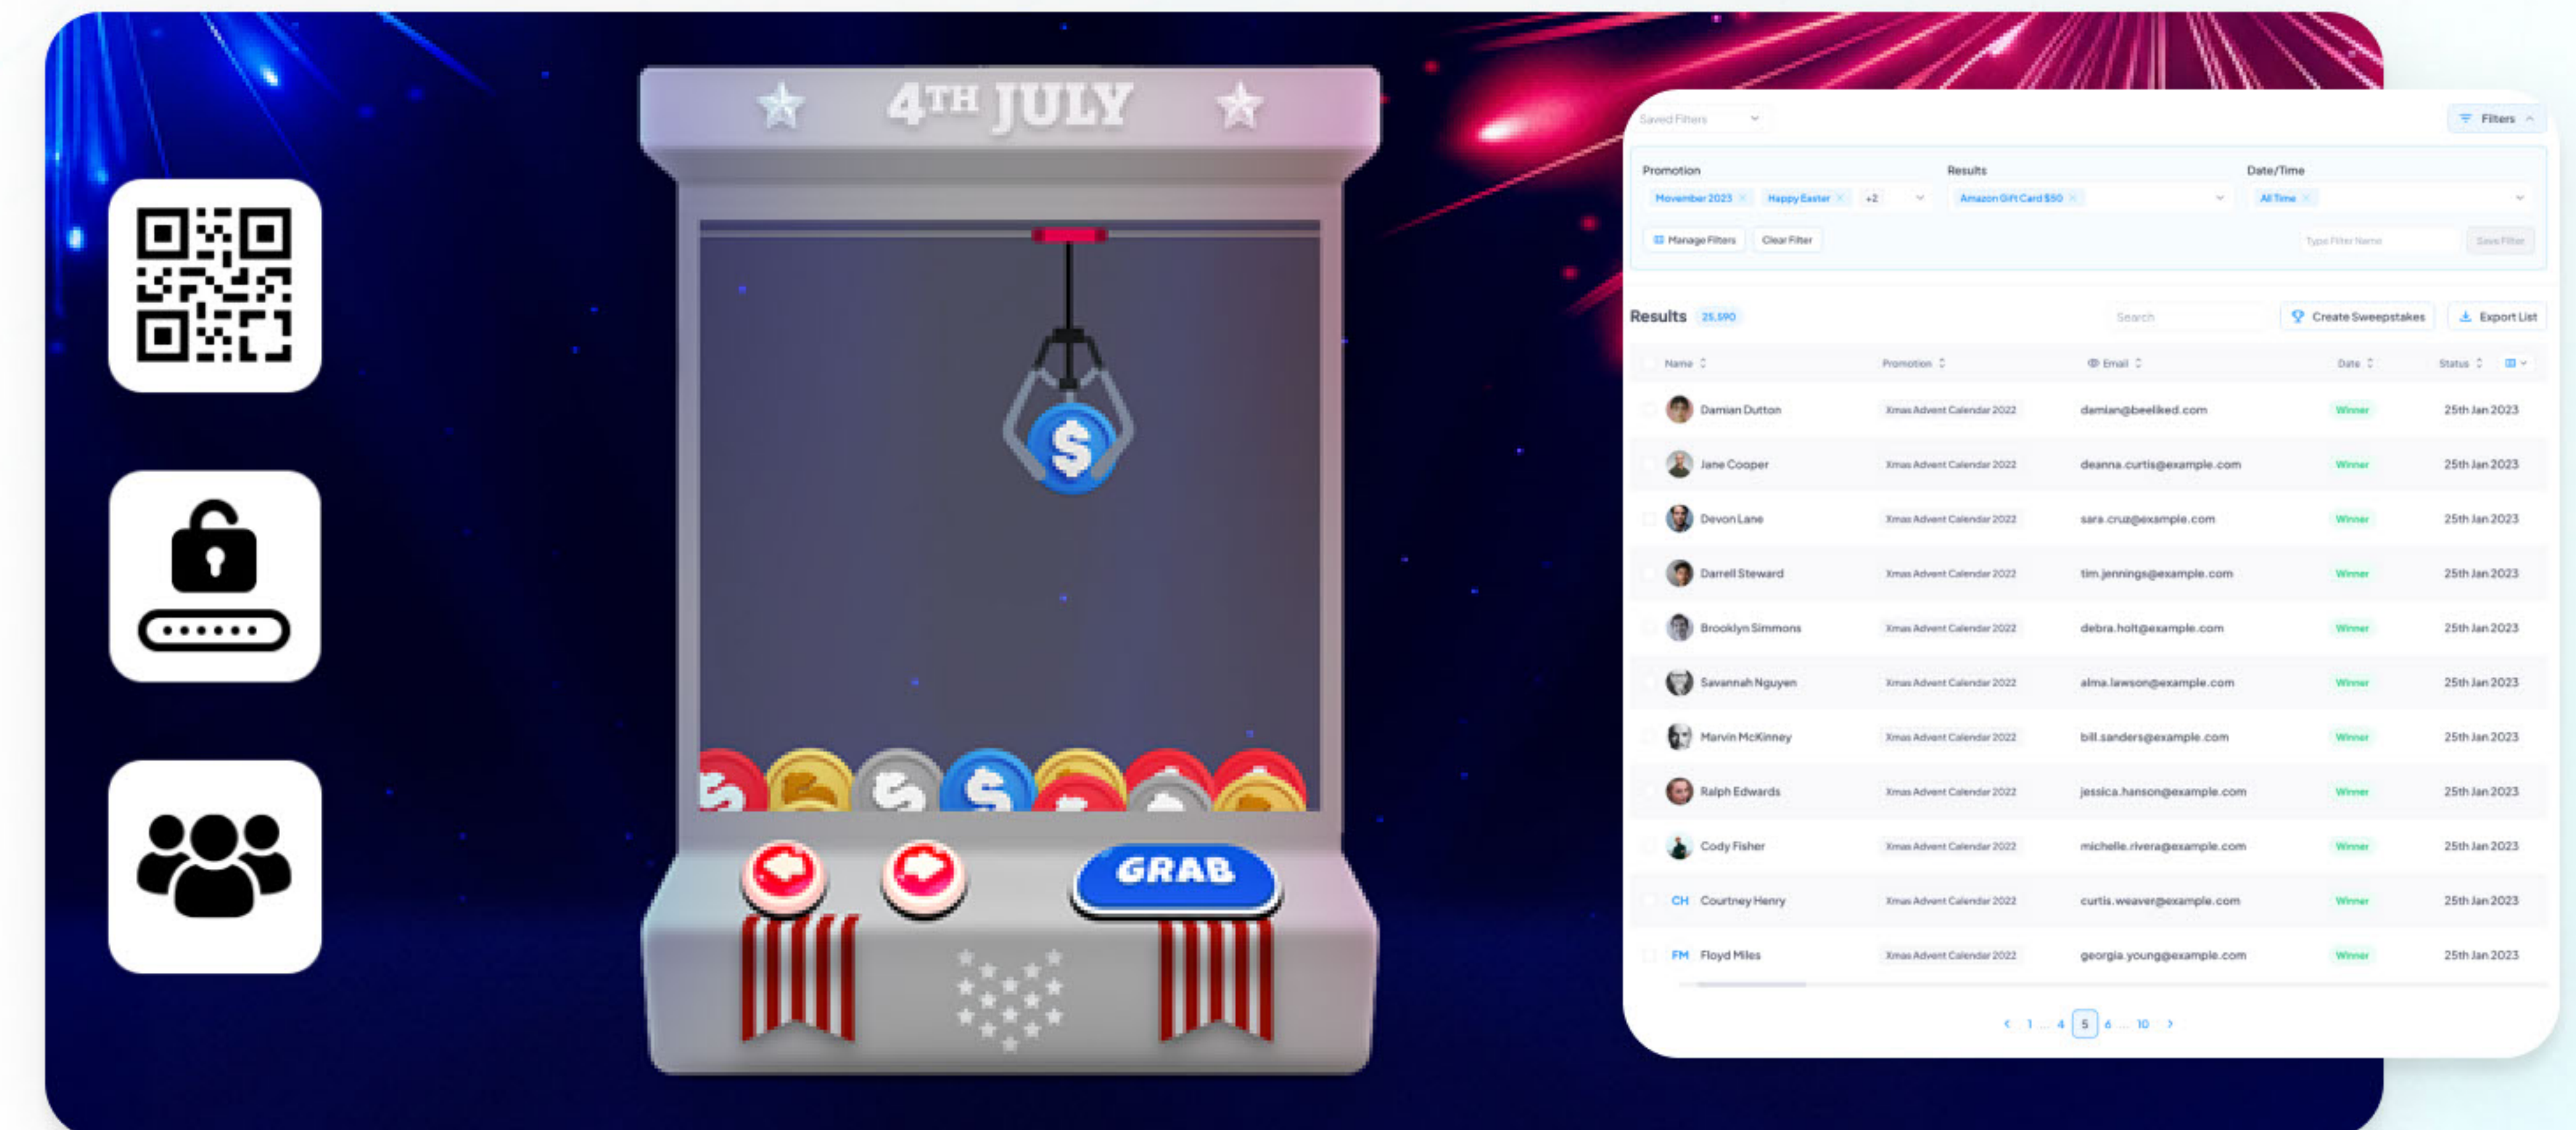 4TH JULY
GRAB
Saved Filters
Filters
Promotion Results Date/Time
Movember 2023 Happy Easter +2 Amazon Gift Card $50 All Time
Manage Filters Clear Filter Type Filter Name Save Filter
Results 25,590 Search Create Sweepstakes Export List
Name Promotion Email Date Status
Damian Dutton Xmas Advent Calendar 2022 damian@beeliked.com Winner 25th Jan 2023
Jane Cooper Xmas Advent Calendar 2022 deanna.curtis@example.com Winner 25th Jan 2023
Devon Lane Xmas Advent Calendar 2022 sara.cruz@example.com Winner 25th Jan 2023
Darrell Steward Xmas Advent Calendar 2022 tim.jennings@example.com Winner 25th Jan 2023
Brooklyn Simmons Xmas Advent Calendar 2022 debra.holt@example.com Winner 25th Jan 2023
Savannah Nguyen Xmas Advent Calendar 2022 alma.lawson@example.com Winner 25th Jan 2023
Marvin McKinney Xmas Advent Calendar 2022 bill.sanders@example.com Winner 25th Jan 2023
Ralph Edwards Xmas Advent Calendar 2022 jessica.hanson@example.com Winner 25th Jan 2023
Cody Fisher Xmas Advent Calendar 2022 michelle.rivera@example.com Winner 25th Jan 2023
CH Courtney Henry Xmas Advent Calendar 2022 curtis.weaver@example.com Winner 25th Jan 2023
FM Floyd Miles Xmas Advent Calendar 2022 georgia.young@example.com Winner 25th Jan 2023
1 ... 4 5 6 ... 10